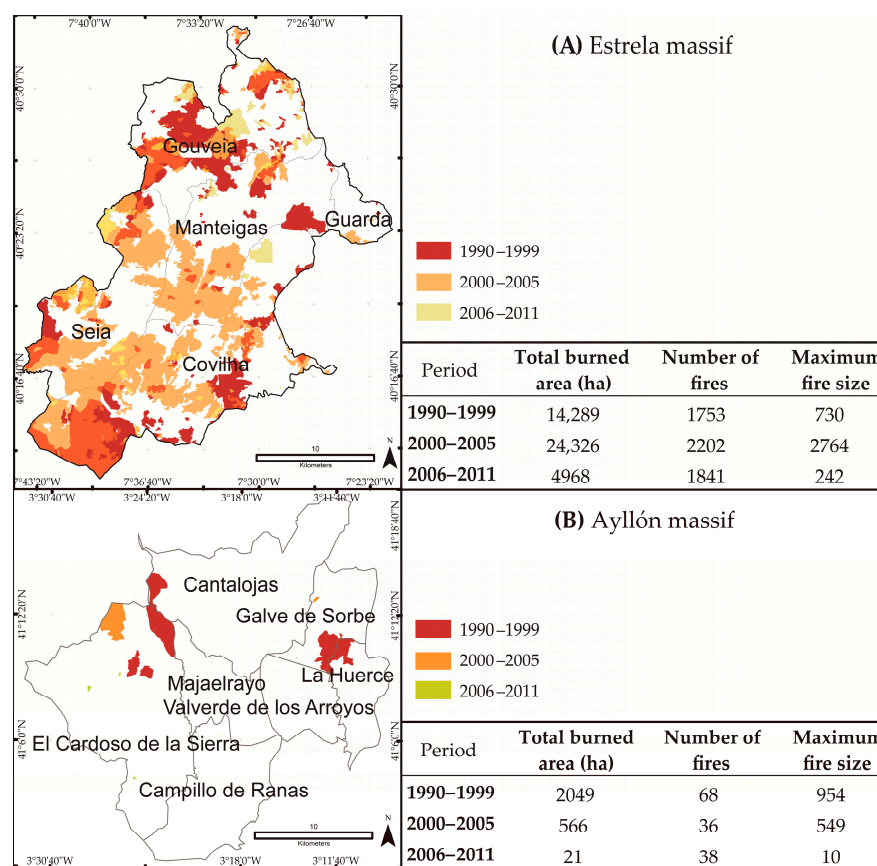 7°40'0"W 7°33'20"W 7°26'40"W
(A) Estrela massif
40°30'0"N 40°30'0"N
Gouveia
Manteigas Guarda
40°23'20"N 40°23'20"N
1990–1999
2000–2005
2006–2011
Seia
Covilha
40°16'40"N 40°16'40"N
Period Total burned area (ha) Number of fires Maximum fire size
1990–1999 14,289 1753 730
2000–2005 24,326 2202 2764
2006–2011 4968 1841 242
10
Kilometers
N
7°43'20"W 7°36'40"W 7°30'0"W 7°23'20"W
3°30'40"W 3°24'20"W 3°18'0"W 3°11'40"W
(B) Ayllón massif
41°18'40"N
Cantalojas
41°12'20"N 41°12'20"N
Galve de Sorbe
1990–1999
2000–2005
2006–2011
La Huerce
Majaelrayo
Valverde de los Arroyos
41°6'0"N 41°6'0"N
El Cardoso de la Sierra
Campillo de Ranas
Period Total burned area (ha) Number of fires Maximum fire size
1990–1999 2049 68 954
2000–2005 566 36 549
2006–2011 21 38 10
10
Kilometers
N
3°30'40"W 3°18'0"W 3°11'40"W